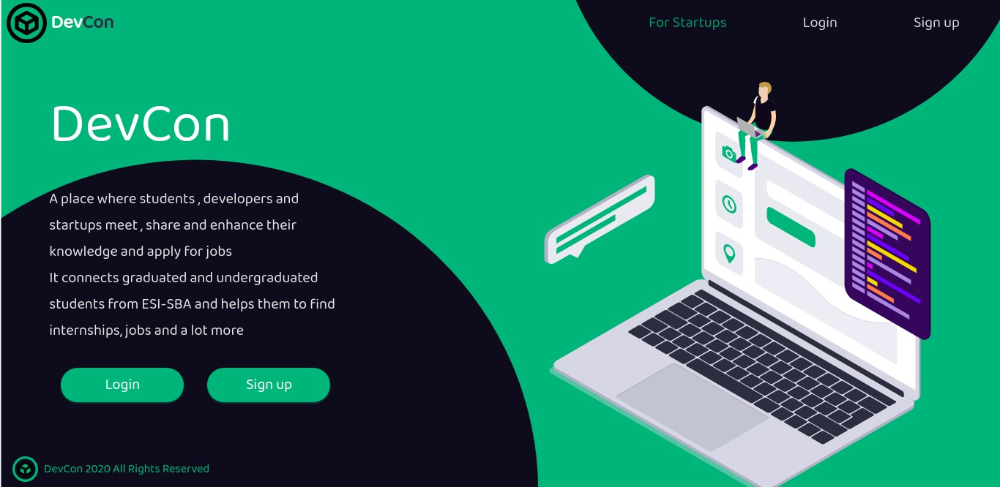 DevCon
For Startups
Login
Sign up
DevCon
A place where students , developers and
startups meet , share and enhance their
knowledge and apply for jobs
It connects graduated and undergraduated
students from ESI-SBA and helps them to find
internships, jobs and a lot more
Login
Sign up
DevCon 2020 All Rights Reserved